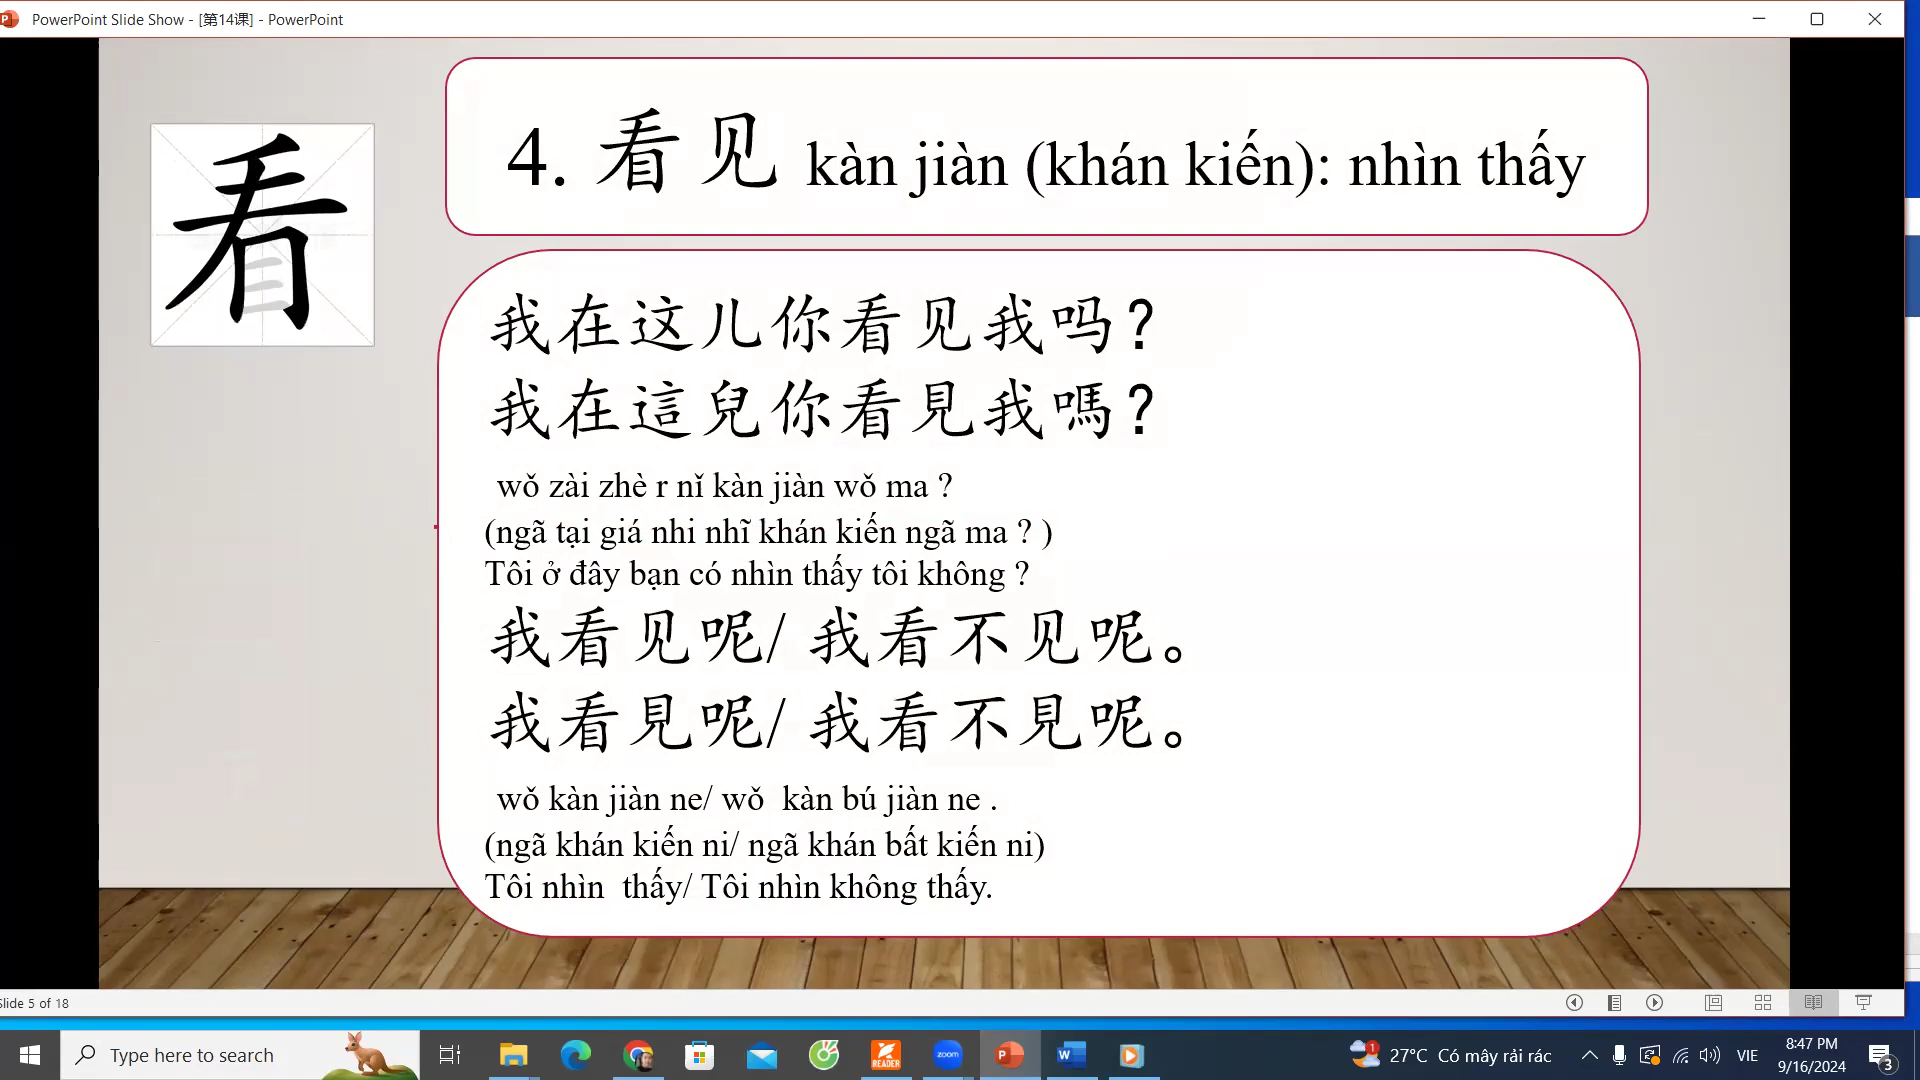 PowerPoint Slide Show - [第14课] - PowerPoint
看
4. 看见 kàn jiàn (khán kiến): nhìn thấy
我在这儿你看见我吗?
我在這兒你看見我嗎?
wǒ zài zhè r nǐ kàn jiàn wǒ ma ?
(ngã tại giá nhi nhĩ khán kiến ngã ma ? )
Tôi ở đây bạn có nhìn thấy tôi không ?
我看见呢/ 我看不见呢。
我看見呢/ 我看不見呢。
wǒ kàn jiàn ne/ wǒ kàn bú jiàn ne .
(ngã khán kiến ni/ ngã khán bất kiến ni)
Tôi nhìn thấy/ Tôi nhìn không thấy.
Slide 5 of 18
Type here to search
READER
zoom
1
27°C Có mây rải rác
VIE
8:47 PM
9/16/2024
3